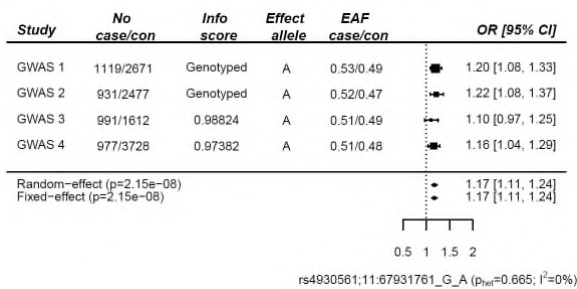 Study No case/con Info score Effect allele EAF case/con OR [95% CI]
GWAS 1 1119/2671 Genotyped A 0.53/0.49 1.20 [1.08, 1.33]
GWAS 2 931/2477 Genotyped A 0.52/0.47 1.22 [1.08, 1.37]
GWAS 3 991/1612 0.98824 A 0.51/0.49 1.10 [0.97, 1.25]
GWAS 4 977/3728 0.97382 A 0.51/0.48 1.16 [1.04, 1.29]
Random−effect (p=2.15e−08) 1.17 [1.11, 1.24]
Fixed−effect (p=2.15e−08) 1.17 [1.11, 1.24]
0.5 1 1.5 2
rs4930561;11:67931761_G_A (phet=0.665; I²=0%)